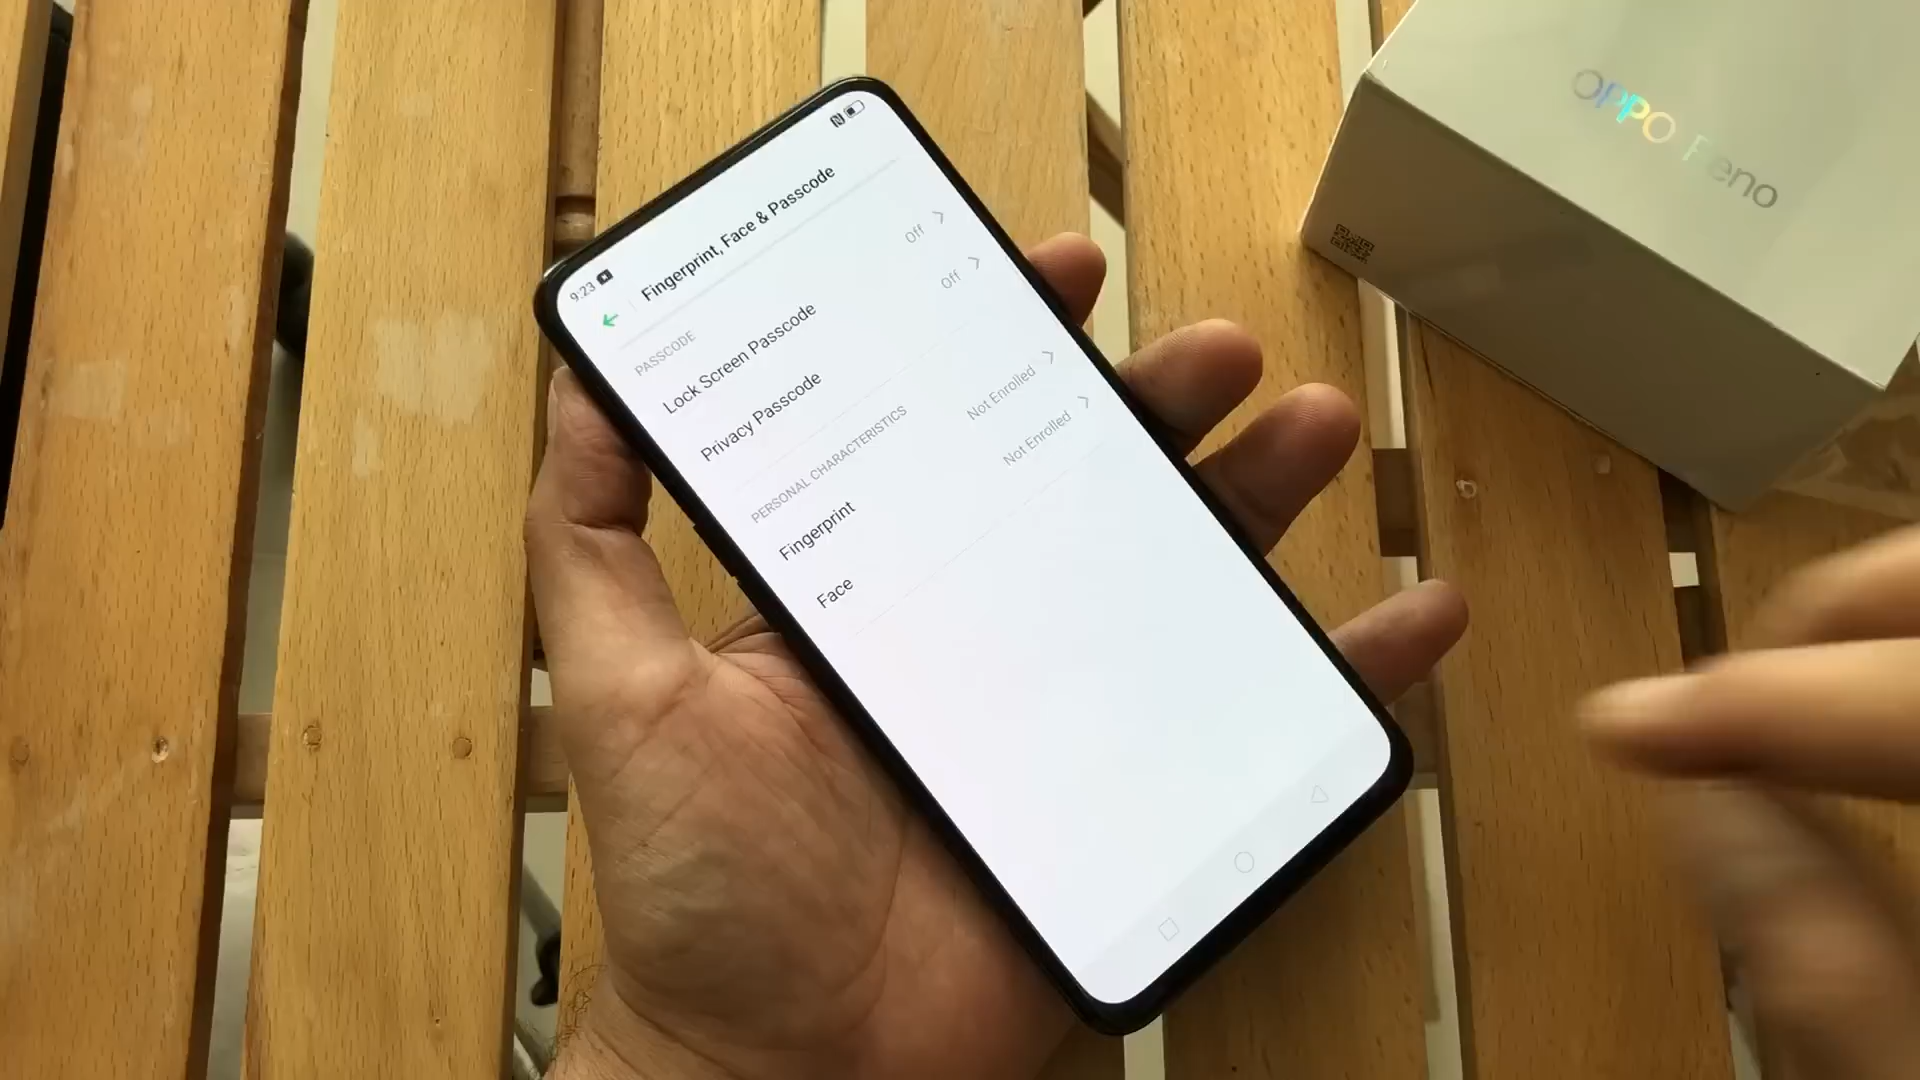 9:23
Fingerprint, Face & Passcode
PASSCODE
Lock Screen Passcode Off
Privacy Passcode Off
PERSONAL CHARACTERISTICS
Fingerprint Not Enrolled
Face Not Enrolled
OPPO Reno